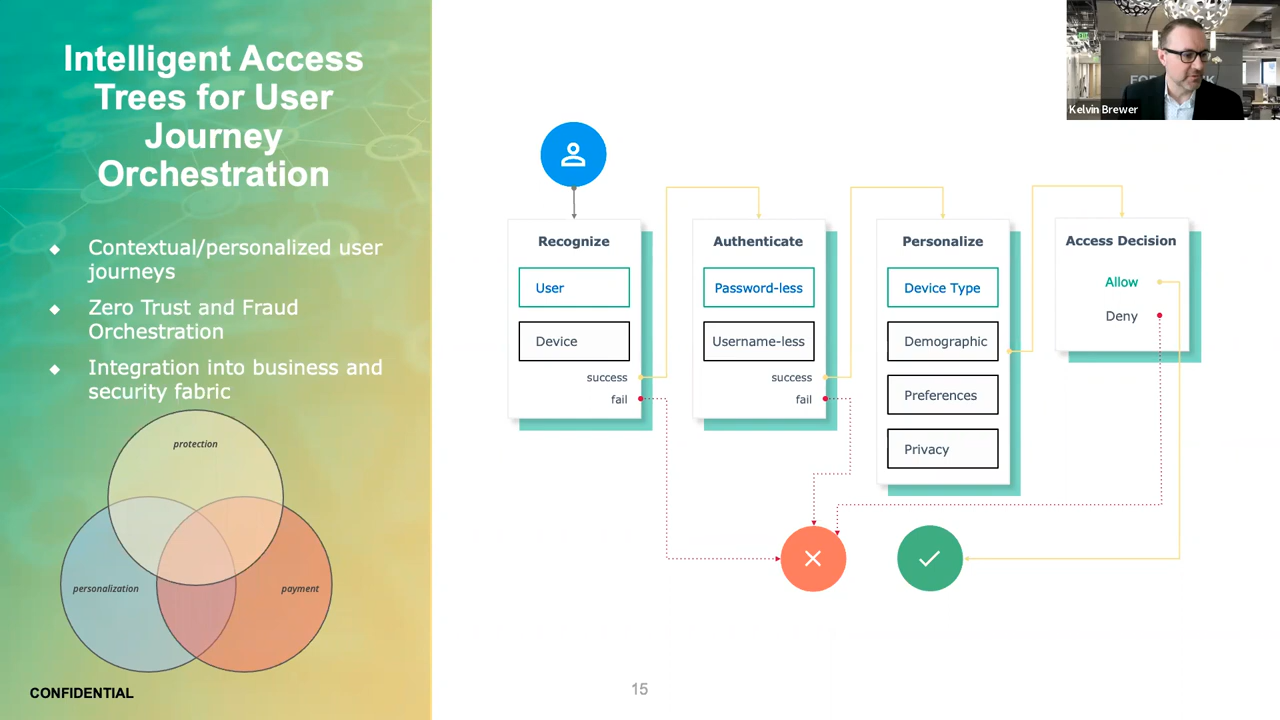 Intelligent Access
Trees for User
Journey
Orchestration
Contextual/personalized user
journeys
Zero Trust and Fraud
Orchestration
Integration into business and
security fabric
protection
personalization
payment
CONFIDENTIAL
Recognize
User
Device
success
fail
Authenticate
Password-less
Username-less
success
fail
Personalize
Device Type
Demographic
Preferences
Privacy
Access Decision
Allow
Deny
15
Kelvin Brewer